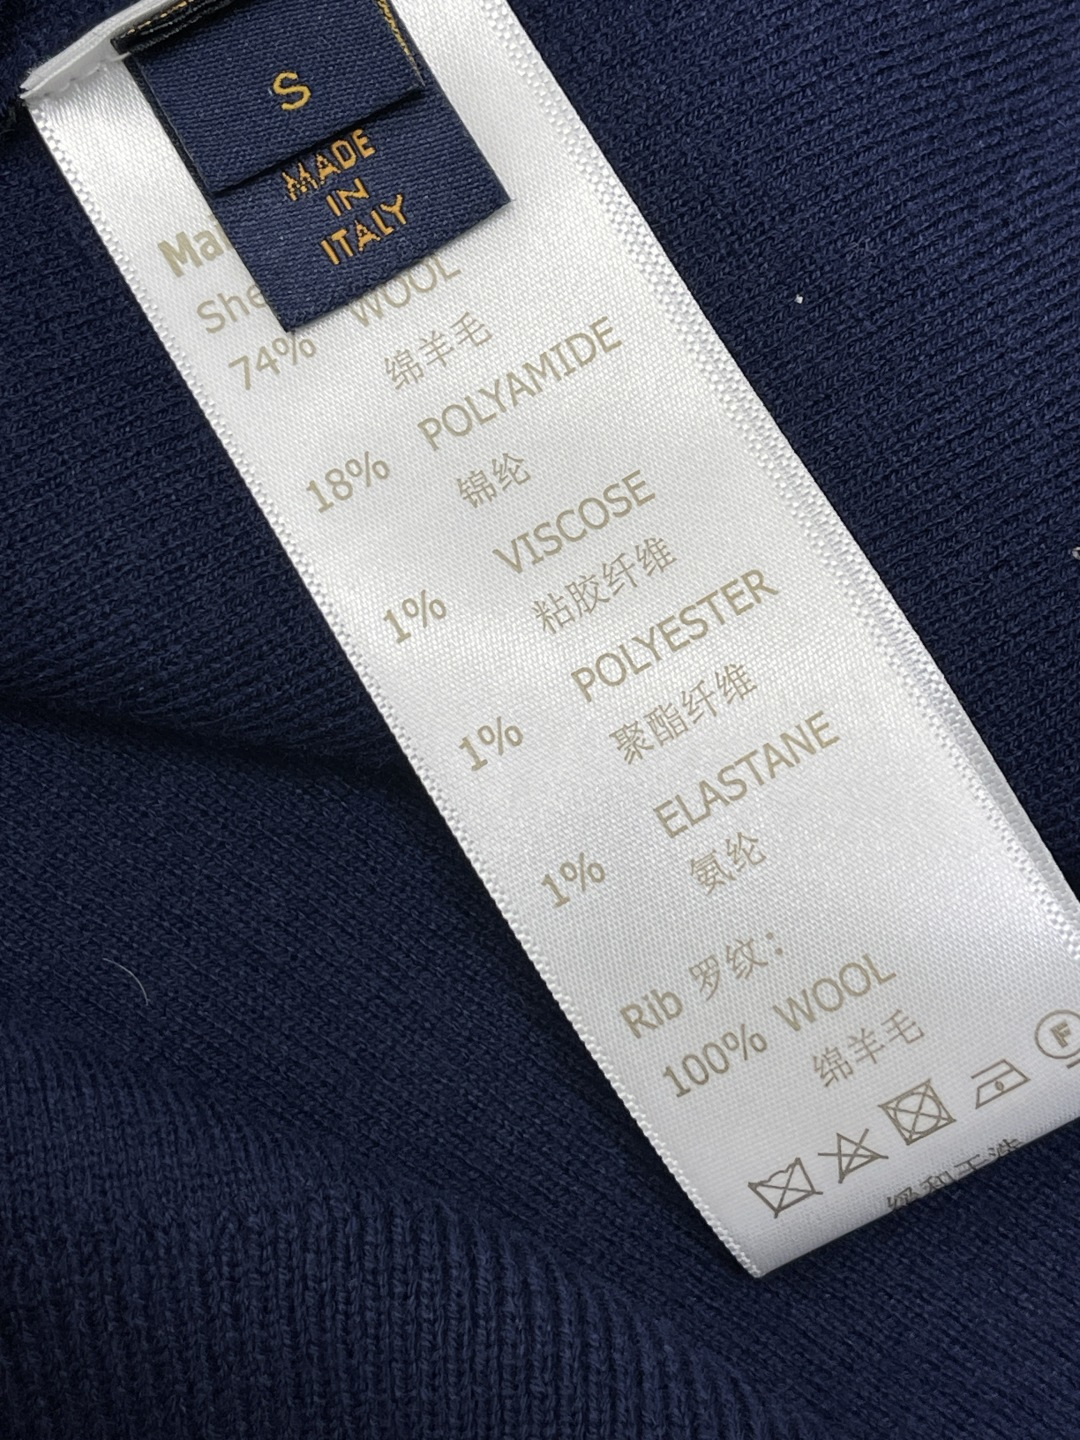 S
MADE
IN
ITALY
74% WOOL
绵羊毛
18% POLYAMIDE
锦纶
1% VISCOSE
粘胶纤维
1% POLYESTER
聚酯纤维
1% ELASTANE
氨纶
Rib 罗纹：
100% WOOL
绵羊毛
F